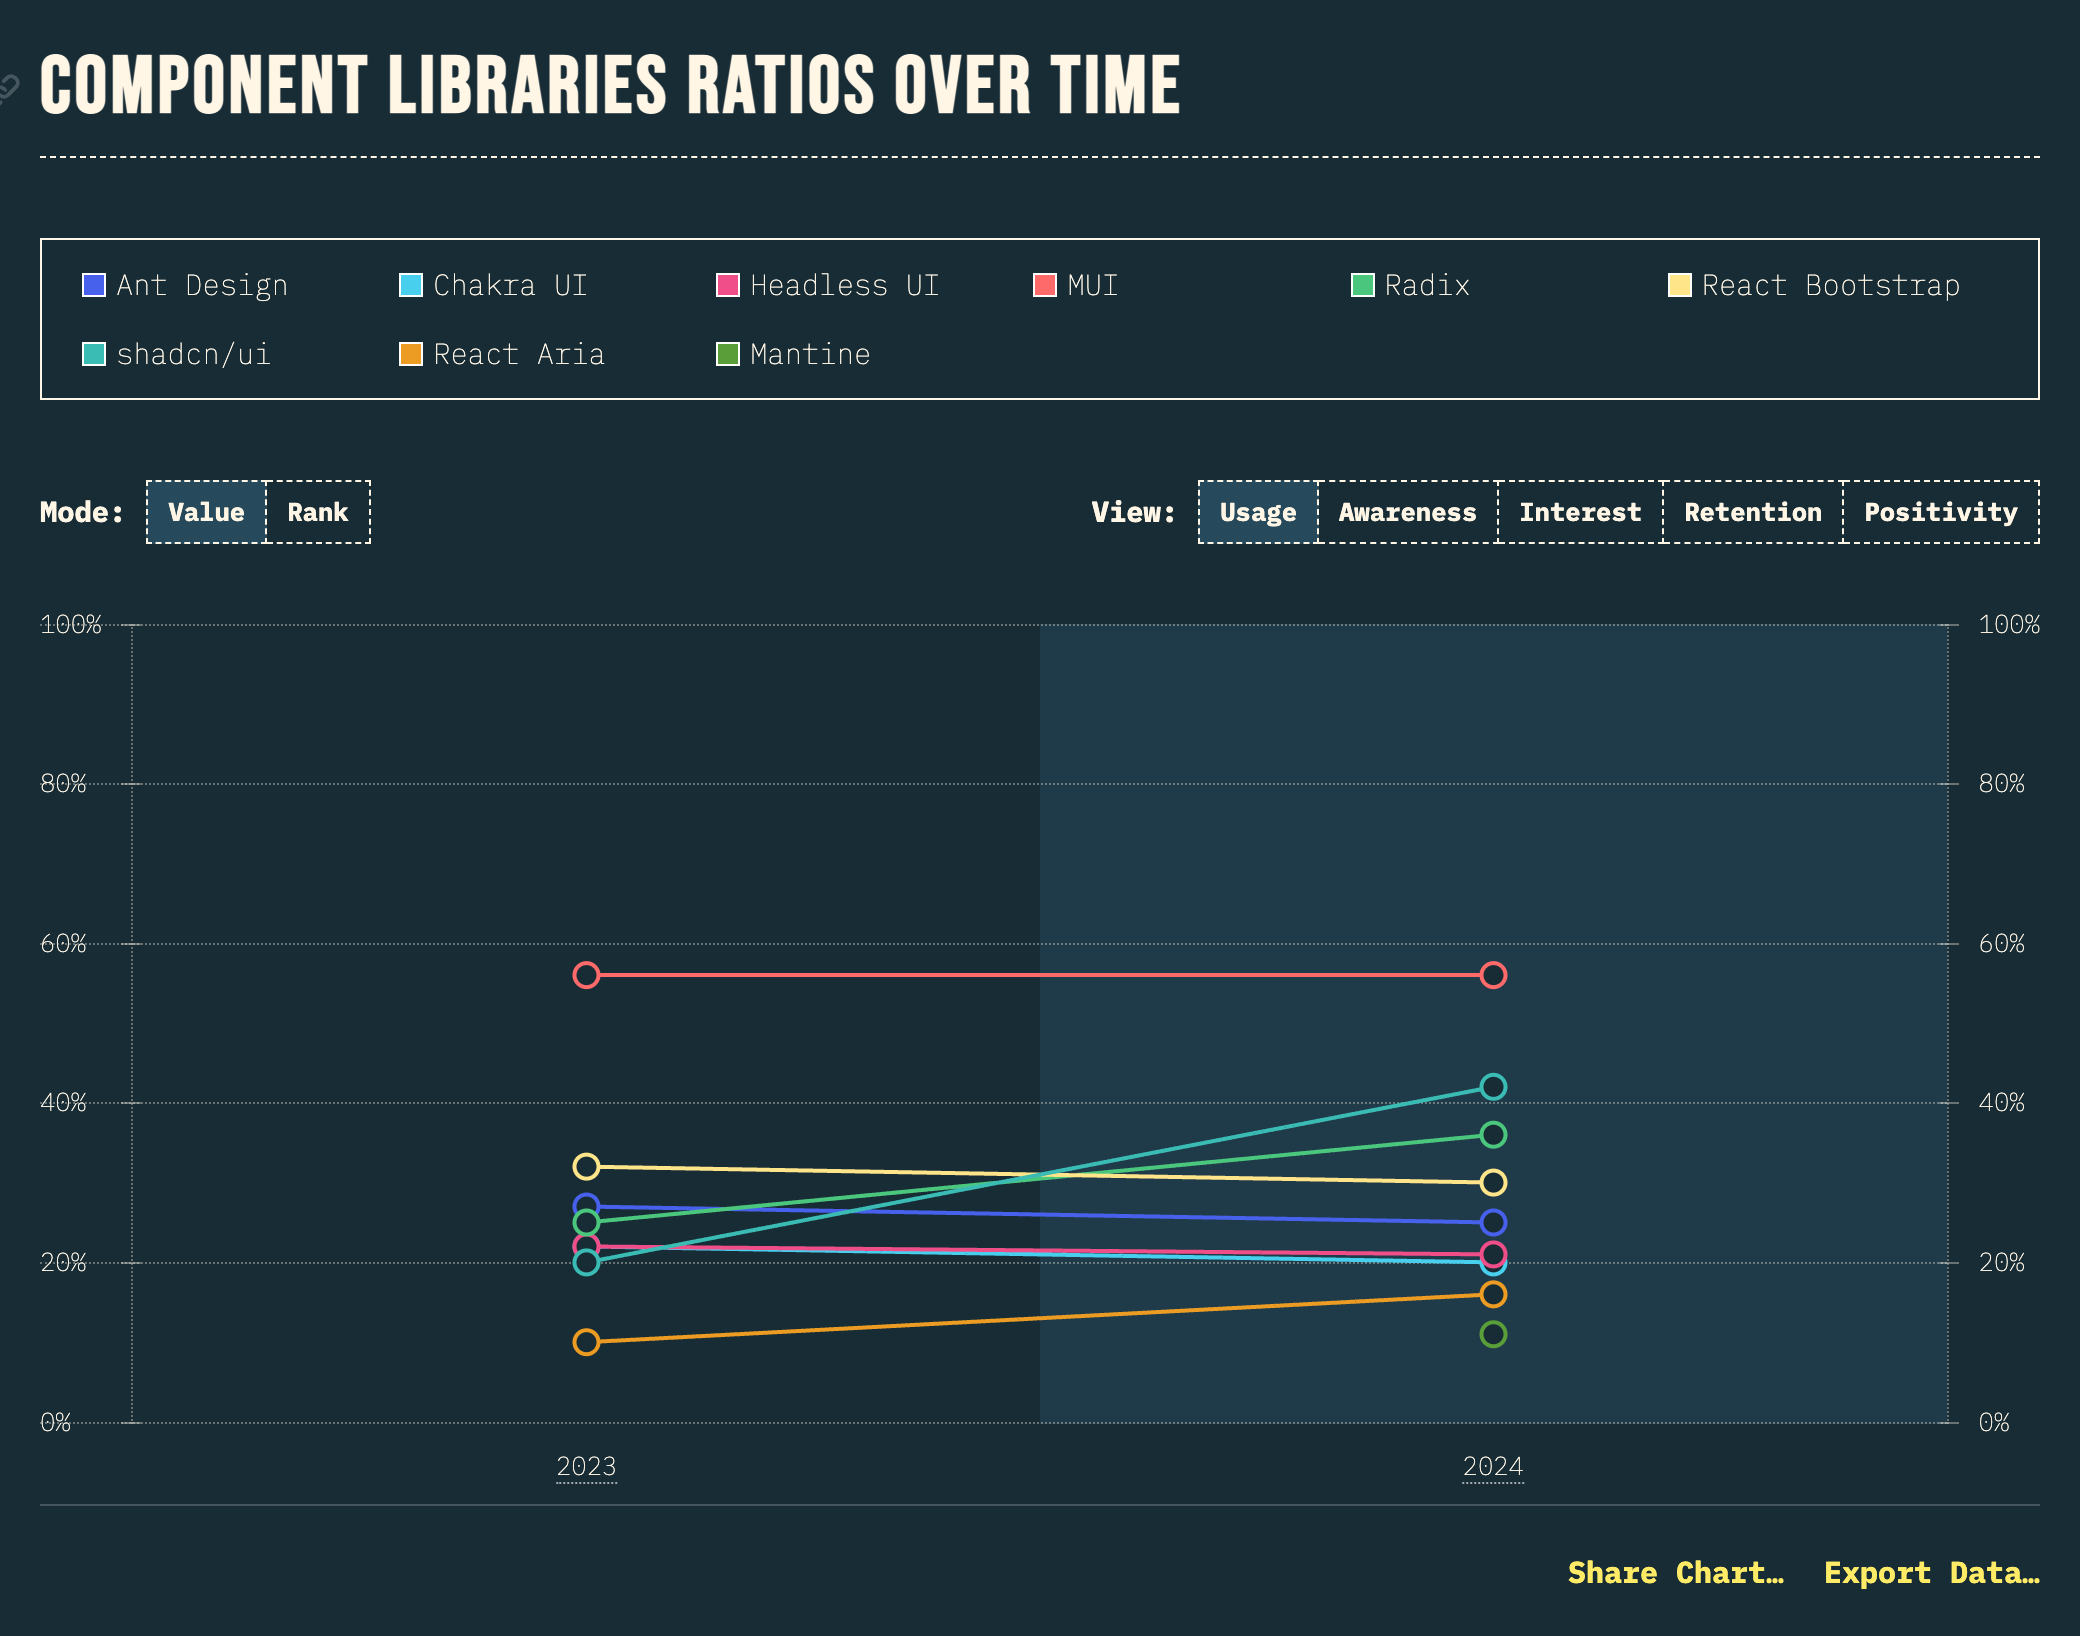 COMPONENT LIBRARIES RATIOS OVER TIME
Ant Design Chakra UI Headless UI MUI Radix React Bootstrap
shadcn/ui React Aria Mantine
Mode: Value Rank View: Usage Awareness Interest Retention Positivity
100% 100%
80% 80%
60% 60%
40% 40%
20% 20%
0% 0%
2023 2024
Share Chart… Export Data…